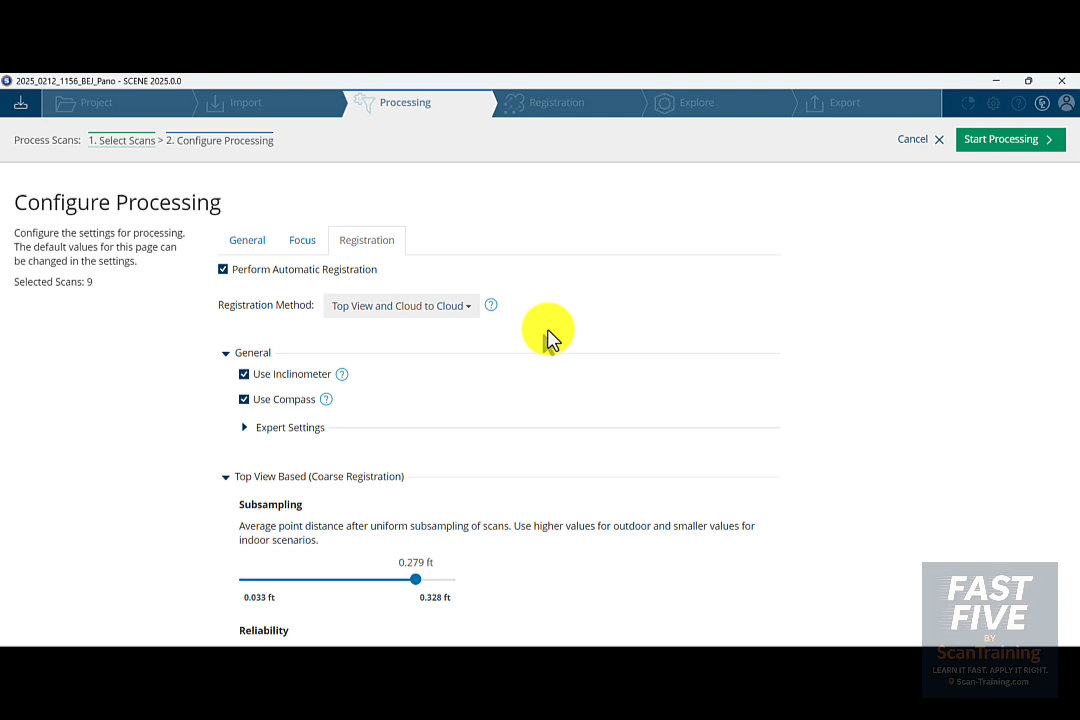 2025_0212_1156_BEJ_Pano - SCENE 2025.0.0
Project
Import
Processing
Registration
Explore
Export
Process Scans: 1. Select Scans > 2. Configure Processing
Cancel
Start Processing
Configure Processing
Configure the settings for processing.
The default values for this page can
be changed in the settings.
Selected Scans: 9
General
Focus
Registration
Perform Automatic Registration
Registration Method: Top View and Cloud to Cloud
General
Use Inclinometer
Use Compass
Expert Settings
Top View Based (Coarse Registration)
Subsampling
Average point distance after uniform subsampling of scans. Use higher values for outdoor and smaller values for
indoor scenarios.
0.279 ft
0.033 ft
0.328 ft
Reliability
FAST
FIVE
BY
ScanTraining
LEARN IT FAST. APPLY IT RIGHT.
Scan-Training.com